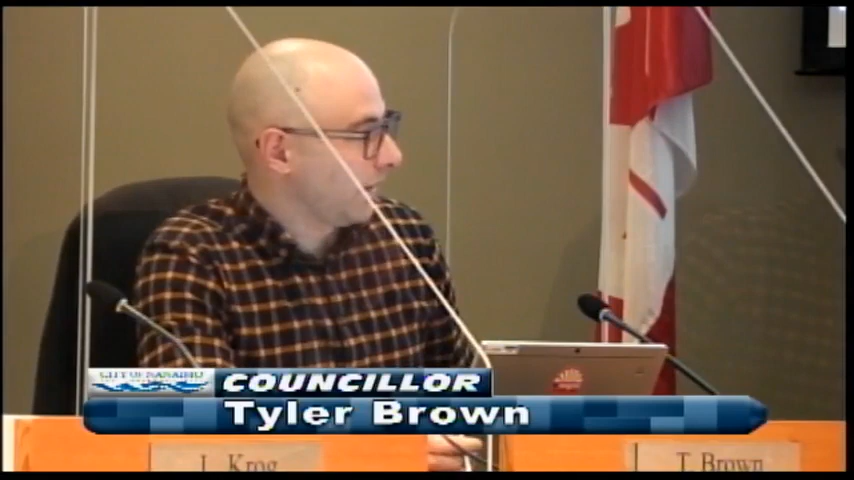 CITY OF NANAIMO
COUNCILLOR
Tyler Brown
L. Krog
T. Brown